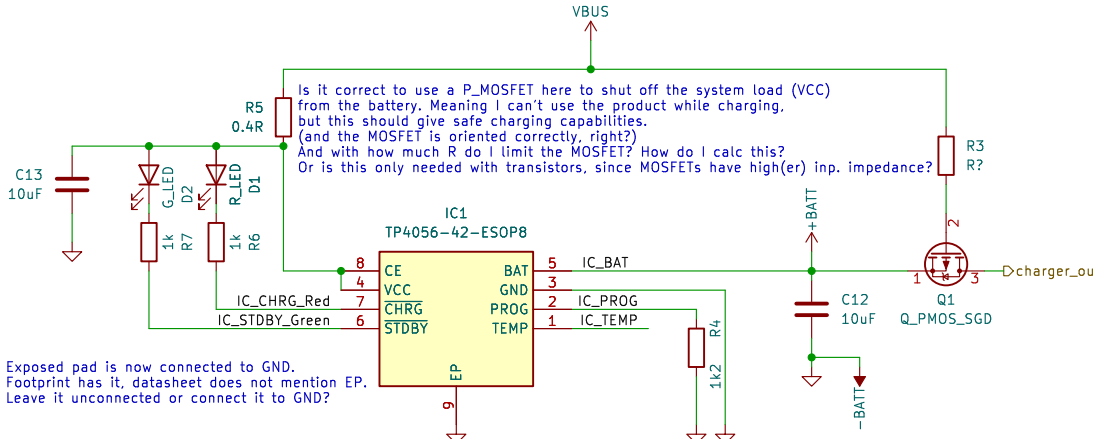 VBUS
Is it correct to use a P_MOSFET here to shut off the system load (VCC)
from the battery. Meaning I can't use the product while charging,
but this should give safe charging capabilities.
(and the MOSFET is oriented correctly, right?)
And with how much R do I limit the MOSFET? How do I calc this?
Or is this only needed with transistors, since MOSFETs have high(er) inp. impedance?
R5
0.4R
R3
R?
C13
10uF
G_LED
D2
R_LED
D1
1k
R7
1k
R6
IC1
TP4056-42-ESOP8
+BATT
2
8
CE
BAT
5
IC_BAT
1
3
charger_ou
4
VCC
GND
3
IC_CHRG_Red
7
CHRG
PROG
2
IC_PROG
C12
10uF
Q1
Q_PMOS_SGD
IC_STDBY_Green
6
STDBY
TEMP
1
IC_TEMP
R4
1k2
EP
9
-BATT
Exposed pad is now connected to GND.
Footprint has it, datasheet does not mention EP.
Leave it unconnected or connect it to GND?